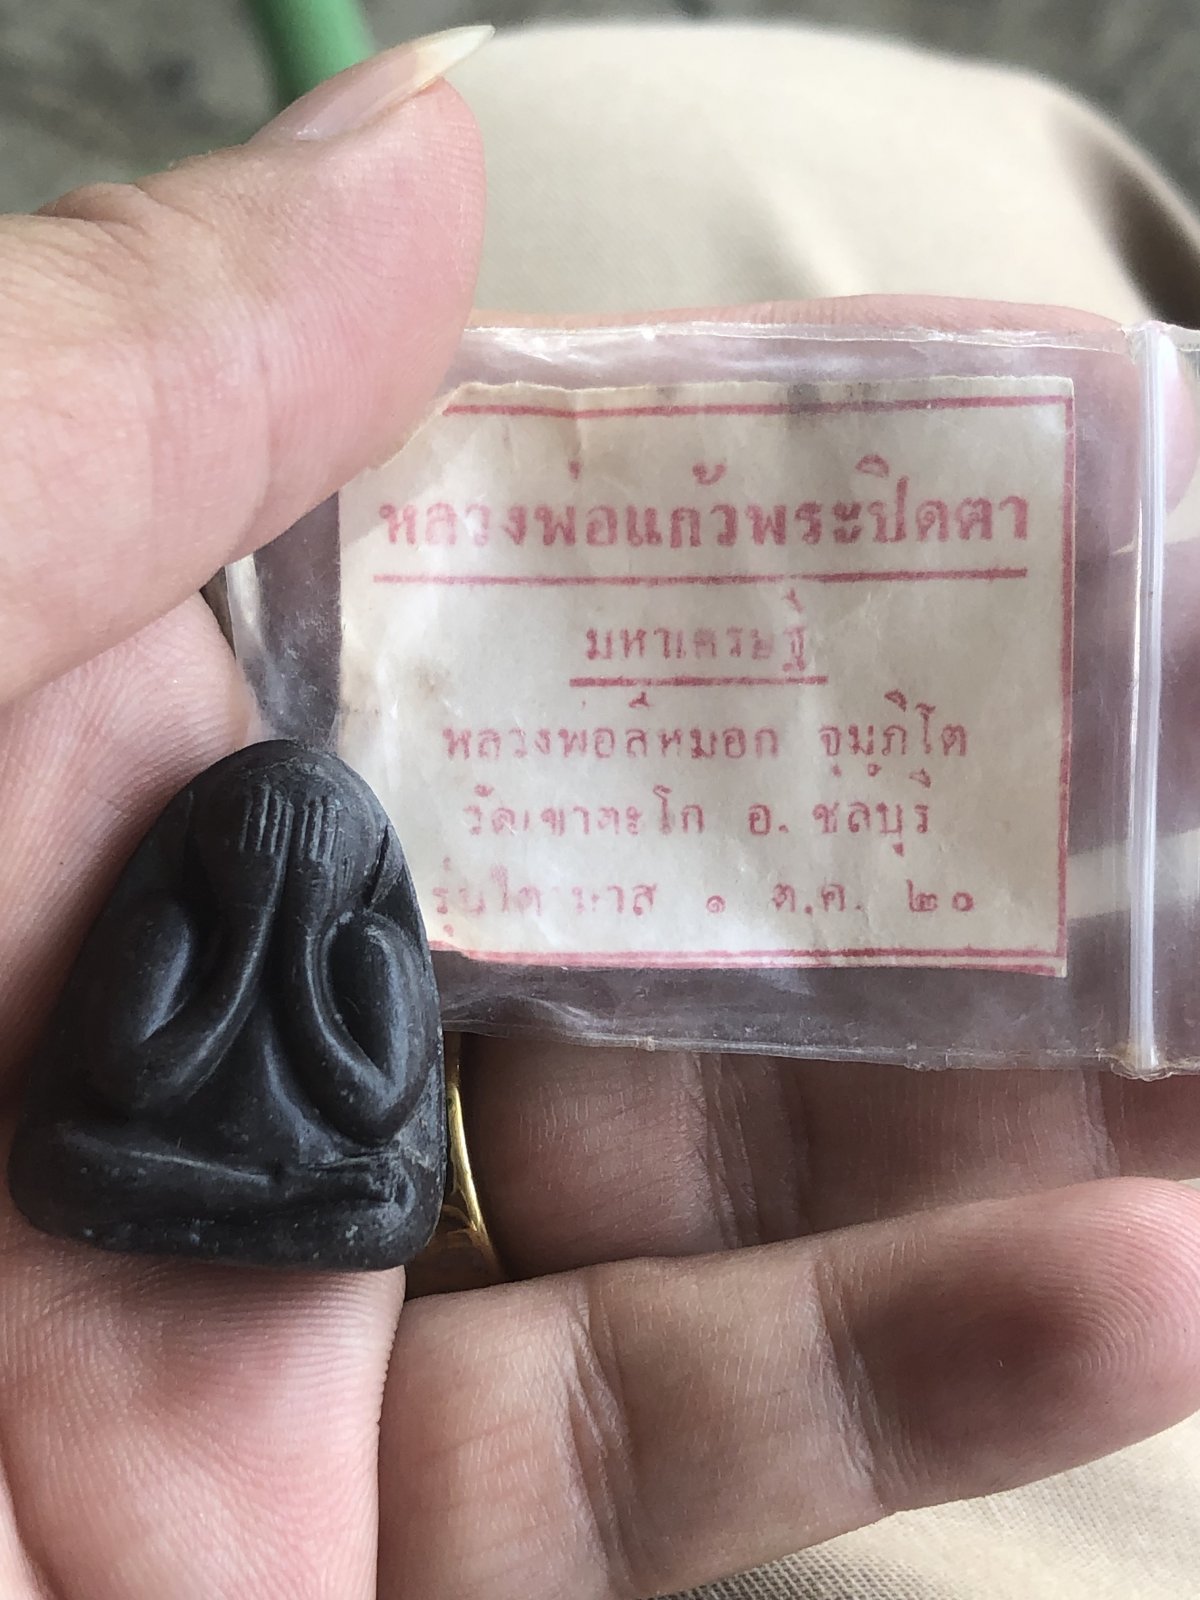 หลวงพ่อแก้วพระปิดตา
มหาเศรษฐี
หลวงพ่อสีหมอก จุมฺภิโต
วัดเขาตะโก อ. ชลบุรี
รุ่นไตรมาส ๑ ต.ค. ๒๐